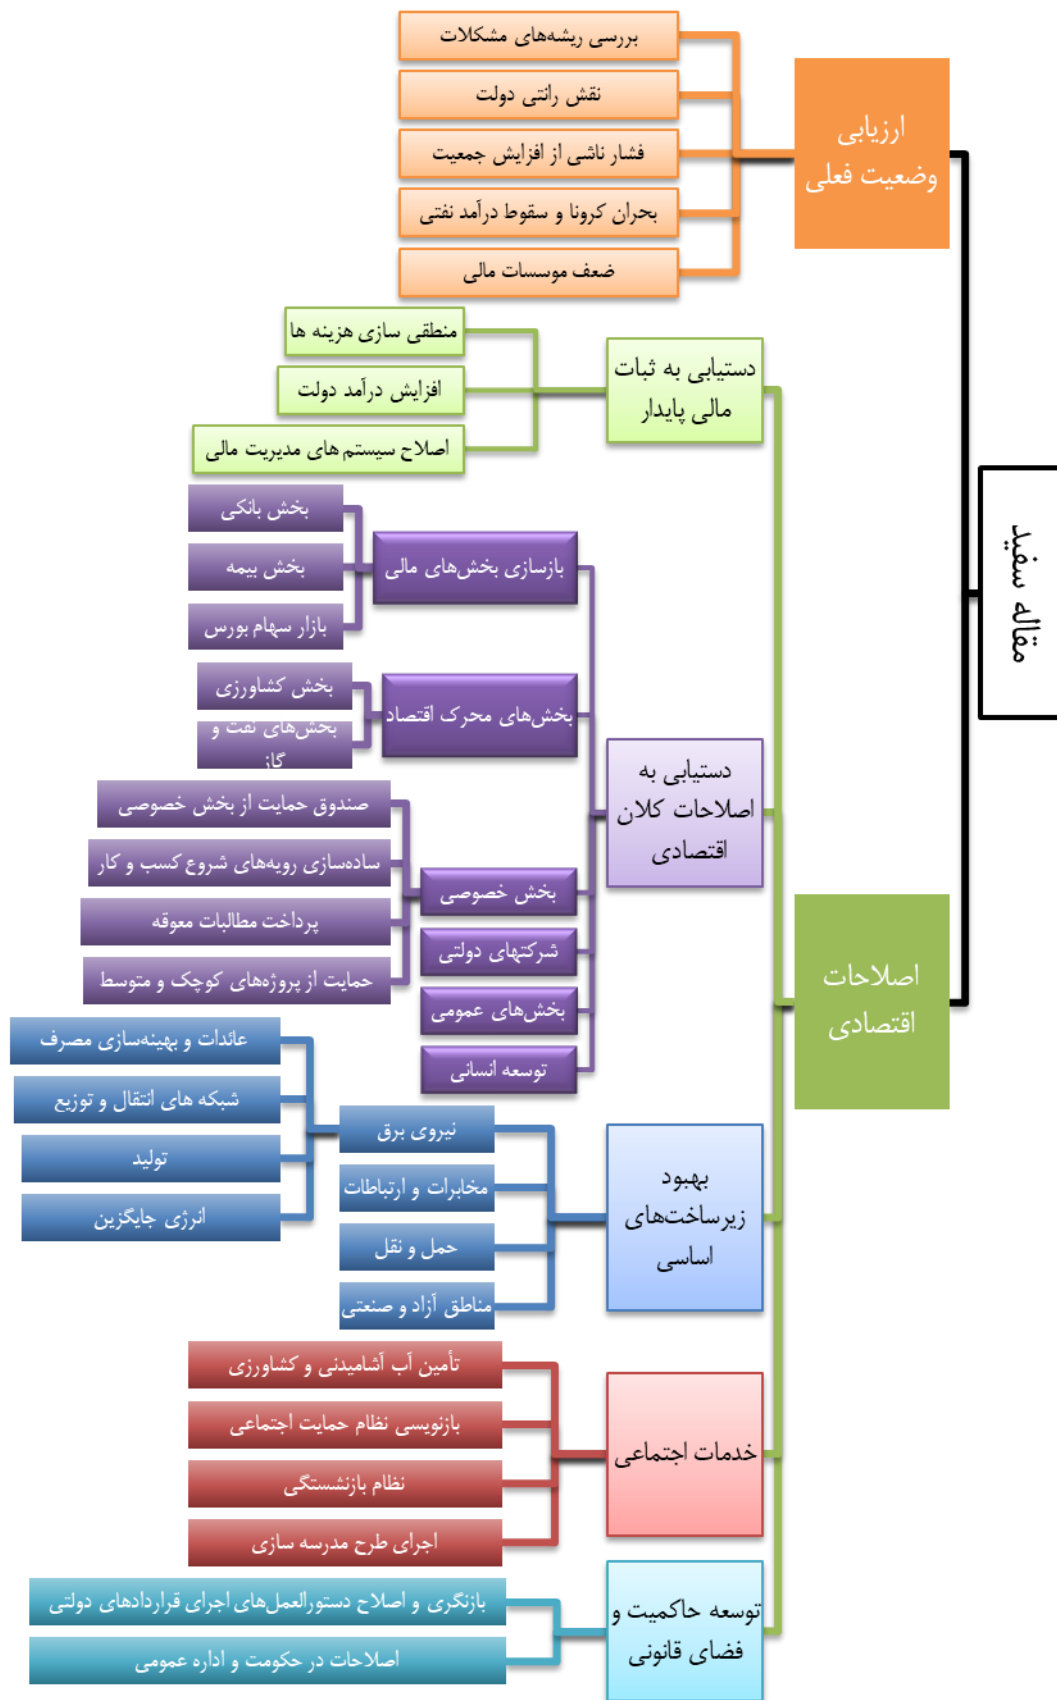 مقاله سفید
ارزیابی
وضعیت فعلی
بررسی ریشه‌های مشکلات
نقش رانتی دولت
فشار ناشی از افزایش جمعیت
بحران کرونا و سقوط درآمد نفتی
ضعف موسسات مالی
اصلاحات
اقتصادی
دستیابی به ثبات
مالی پایدار
منطقی سازی هزینه ها
افزایش درآمد دولت
اصلاح سیستم های مدیریت مالی
دستیابی به
اصلاحات کلان
اقتصادی
بازسازی بخش‌های مالی
بخش بانکی
بخش بیمه
بازار سهام بورس
بخش‌های محرک اقتصاد
بخش کشاورزی
بخش‌های نفت و
گاز
بخش خصوصی
صندوق حمایت از بخش خصوصی
ساده‌سازی رویه‌های شروع کسب و کار
پرداخت مطالبات معوقه
حمایت از پروژه‌های کوچک و متوسط
شرکتهای دولتی
بخش‌های عمومی
توسعه انسانی
بهبود
زیرساخت‌های
اساسی
نیروی برق
عائدات و بهینه‌سازی مصرف
شبکه های انتقال و توزیع
تولید
انرژی جایگزین
مخابرات و ارتباطات
حمل و نقل
مناطق آزاد و صنعتی
خدمات اجتماعی
تأمین آب آشامیدنی و کشاورزی
بازنویسی نظام حمایت اجتماعی
نظام بازنشستگی
اجرای طرح مدرسه سازی
توسعه حاکمیت و
فضای قانونی
بازنگری و اصلاح دستورالعمل‌های اجرای قراردادهای دولتی
اصلاحات در حکومت و اداره عمومی